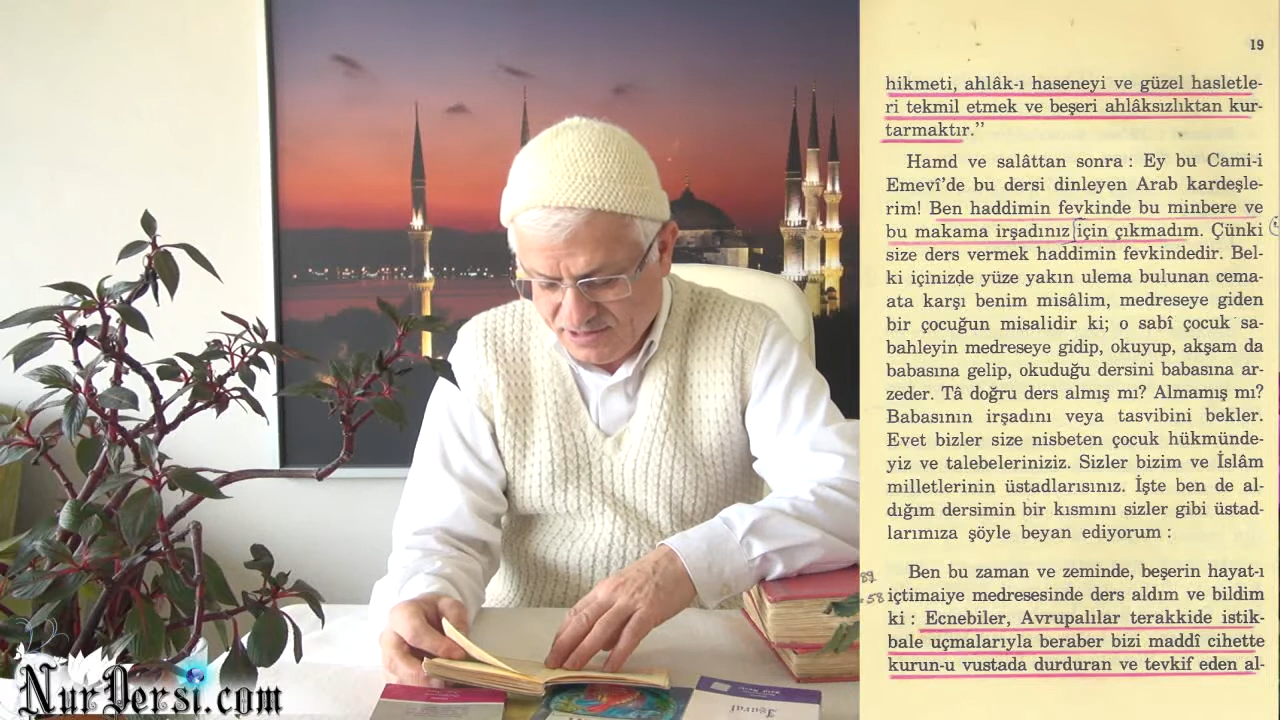 19
hikmeti, ahlâk-ı haseneyi ve güzel hasletle-
ri tekmil etmek ve beşeri ahlâksızlıktan kur-
tarmaktır.”
Hamd ve salâttan sonra : Ey bu Cami-i
Emevî’de bu dersi dinleyen Arab kardeşle-
rim! Ben haddimin fevkinde bu minbere ve
bu makama irşadınız için çıkmadım. Çünki
size ders vermek haddimin fevkindedir. Bel-
ki içinizde yüze yakın ulema bulunan cema-
ata karşı benim misâlim, medreseye giden
bir çocuğun misalidir ki; o sabî çocuk sa-
bahleyin medreseye gidip, okuyup, akşam da
babasına gelip, okuduğu dersini babasına ar-
zeder. Tâ doğru ders almış mı? Almamış mı?
Babasının irşadını veya tasvibini bekler.
Evet bizler size nisbeten çocuk hükmünde-
yiz ve talebeleriniziz. Sizler bizim ve İslâm
milletlerinin üstadlarısınız. İşte ben de al-
dığım dersimin bir kısmını sizler gibi üstad-
larımıza şöyle beyan ediyorum :
Ben bu zaman ve zeminde, beşerin hayat-ı
içtimaiye medresesinde ders aldım ve bildim
ki : Ecnebiler, Avrupalılar terakkide istik-
bale uçmalarıyla beraber bizi maddî cihette
kurun-u vustada durduran ve tevkif eden al-
NurDersi.com